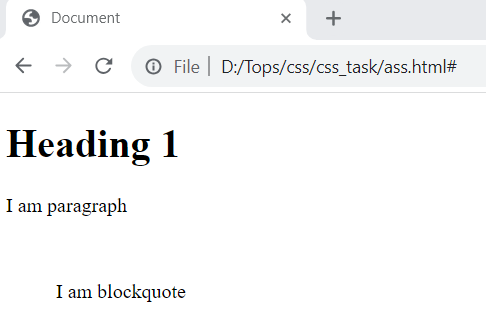 Document
File | D:/Tops/css/css_task/ass.html#
Heading 1
I am paragraph
I am blockquote